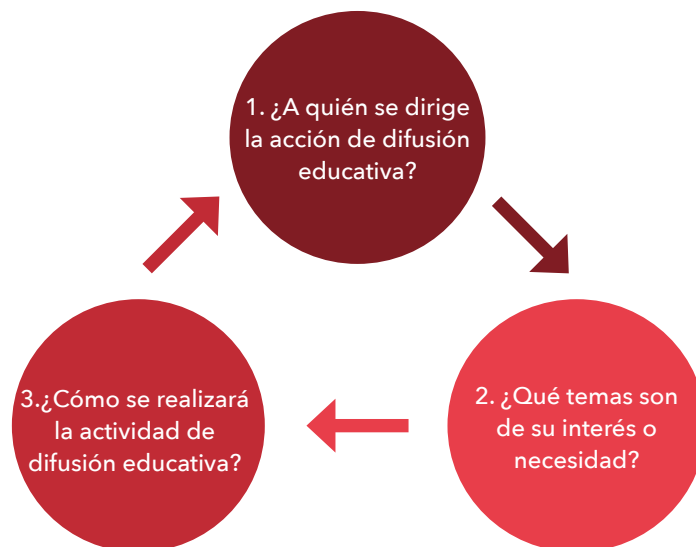 1. ¿A quién se dirige
la acción de difusión
educativa?
2. ¿Qué temas son
de su interés o
necesidad?
3.¿Cómo se realizará
la actividad de
difusión educativa?